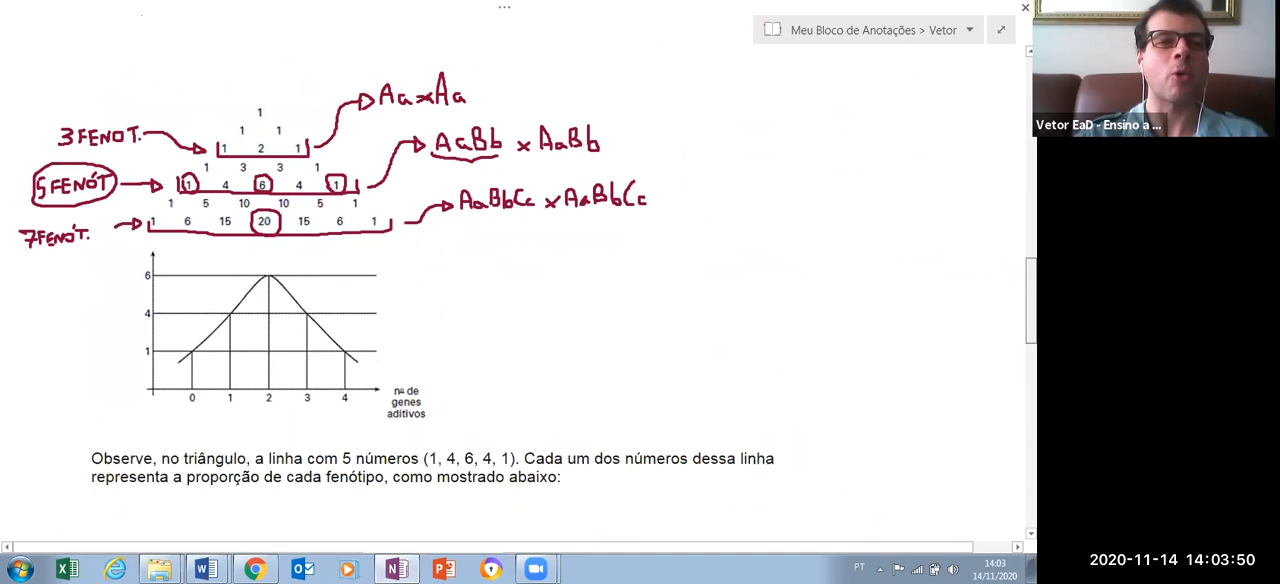 Meu Bloco de Anotações > Vetor
Vetor EaD - Ensino a ...
AaxAa
1
1 1
3 FENOT.
1 2 1
AaBb x AaBb
1 3 3 1
5 FENÓT
1 4 6 4 1
AaBbCc x AaBbCc
1 5 10 10 5 1
7 FENÓT.
1 6 15 20 15 6 1
6
4
1
0 1 2 3 4
nº de
genes
aditivos
Observe, no triângulo, a linha com 5 números (1, 4, 6, 4, 1). Cada um dos números dessa linha
representa a proporção de cada fenótipo, como mostrado abaixo:
PT
14:03
14/11/2020
2020-11-14 14:03:50